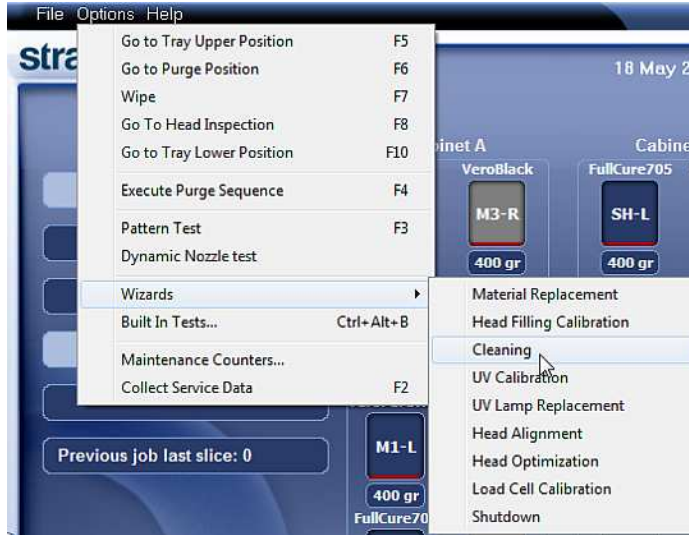 File Options Help
stra
Go to Tray Upper Position F5
Go to Purge Position F6
Wipe F7
Go To Head Inspection F8
Go to Tray Lower Position F10
Execute Purge Sequence F4
Pattern Test F3
Dynamic Nozzle test
Wizards
Built In Tests... Ctrl+Alt+B
Maintenance Counters...
Collect Service Data F2
18 May 2
inet A
Cabine
VeroBlack
FullCure705
M3-R
SH-L
400 gr
400 gr
Material Replacement
Head Filling Calibration
Cleaning
UV Calibration
UV Lamp Replacement
Head Alignment
Head Optimization
Load Cell Calibration
Shutdown
Previous job last slice: 0
M1-L
400 gr
FullCure70